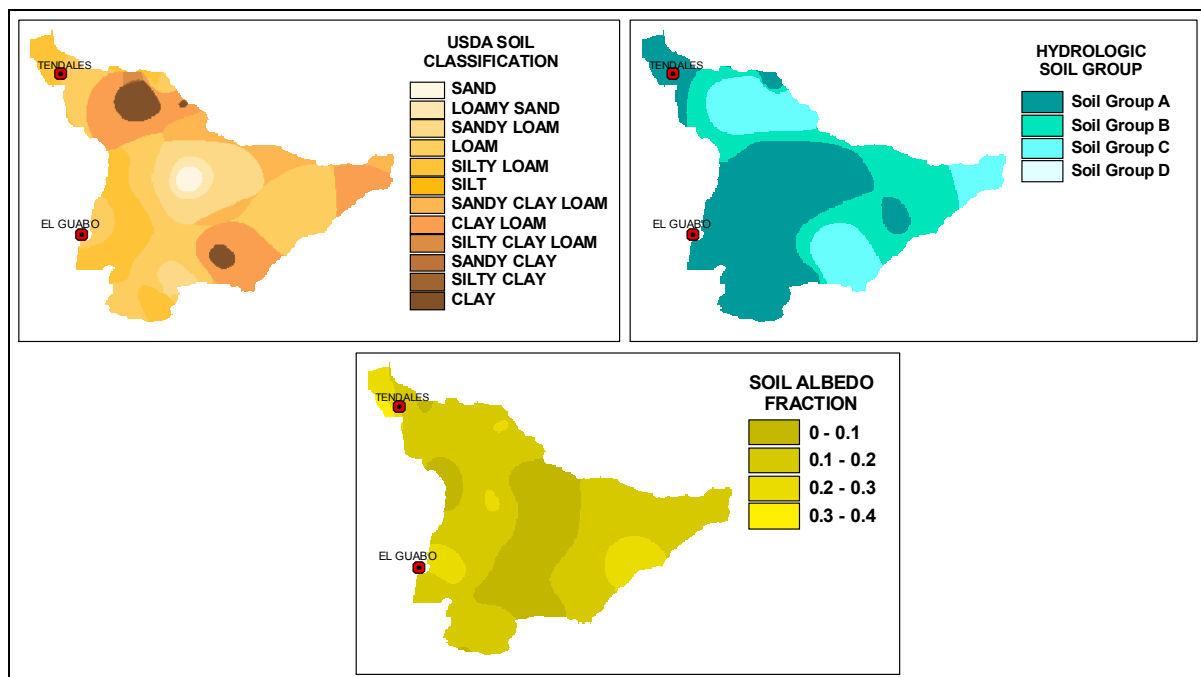 USDA SOIL
CLASSIFICATION
TENDALES
SAND
LOAMY SAND
SANDY LOAM
LOAM
SILTY LOAM
SILT
SANDY CLAY LOAM
CLAY LOAM
SILTY CLAY LOAM
SANDY CLAY
SILTY CLAY
CLAY
EL GUABO
HYDROLOGIC
SOIL GROUP
TENDALES
Soil Group A
Soil Group B
Soil Group C
Soil Group D
EL GUABO
SOIL ALBEDO
FRACTION
TENDALES
0 - 0.1
0.1 - 0.2
0.2 - 0.3
0.3 - 0.4
EL GUABO